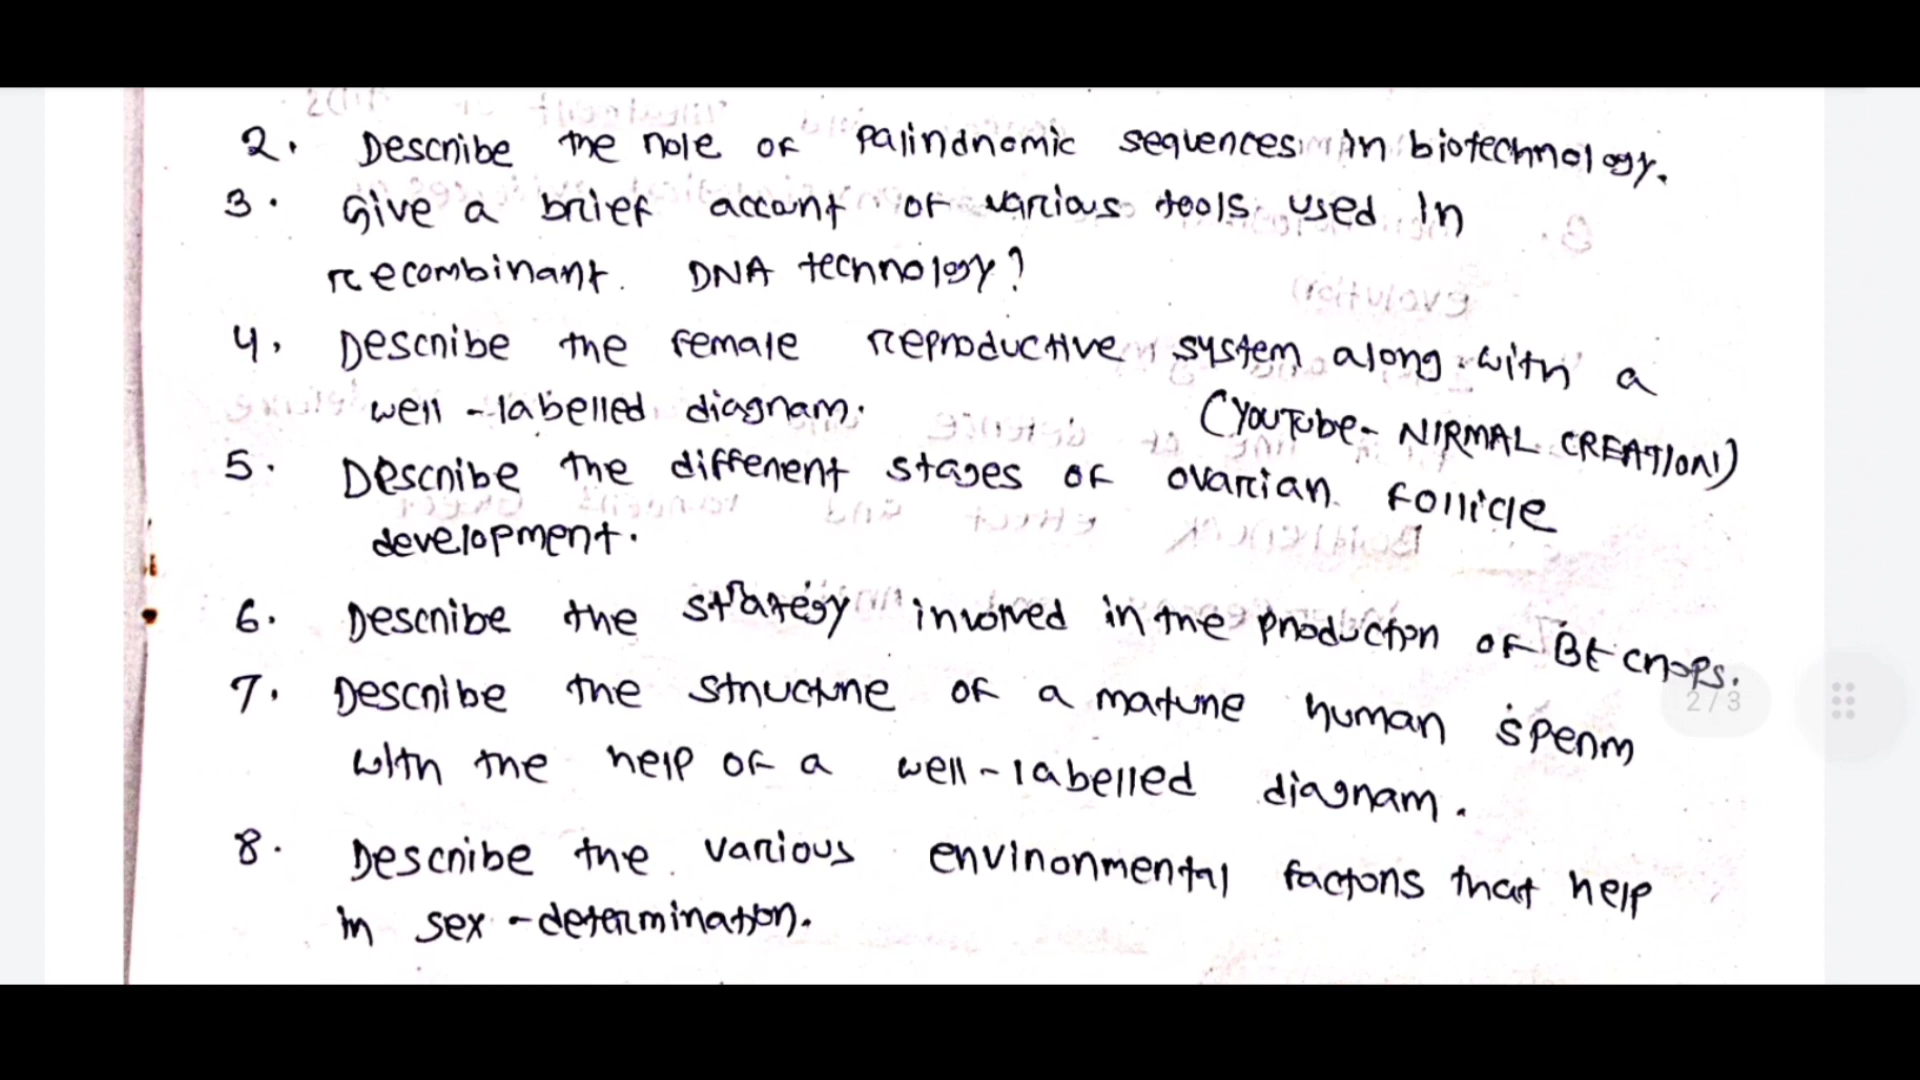 2. Describe the role of palindromic sequences in biotechnology.
3. Give a brief accont of various tools used in
recombinant. DNA technology?
4. Describe the female reproductive system along with a
well-labelled diagram.
(YouTube- NIRMAL CREATION)
5. Describe the different stages of ovarian follicle
development.
6. Describe the strategy involved in the production of Bt crops.
2/3
7. Describe the structure of a mature human sperm
with the help of a well-labelled diagram.
8. Describe the various environmental factors that help
in sex-determination.